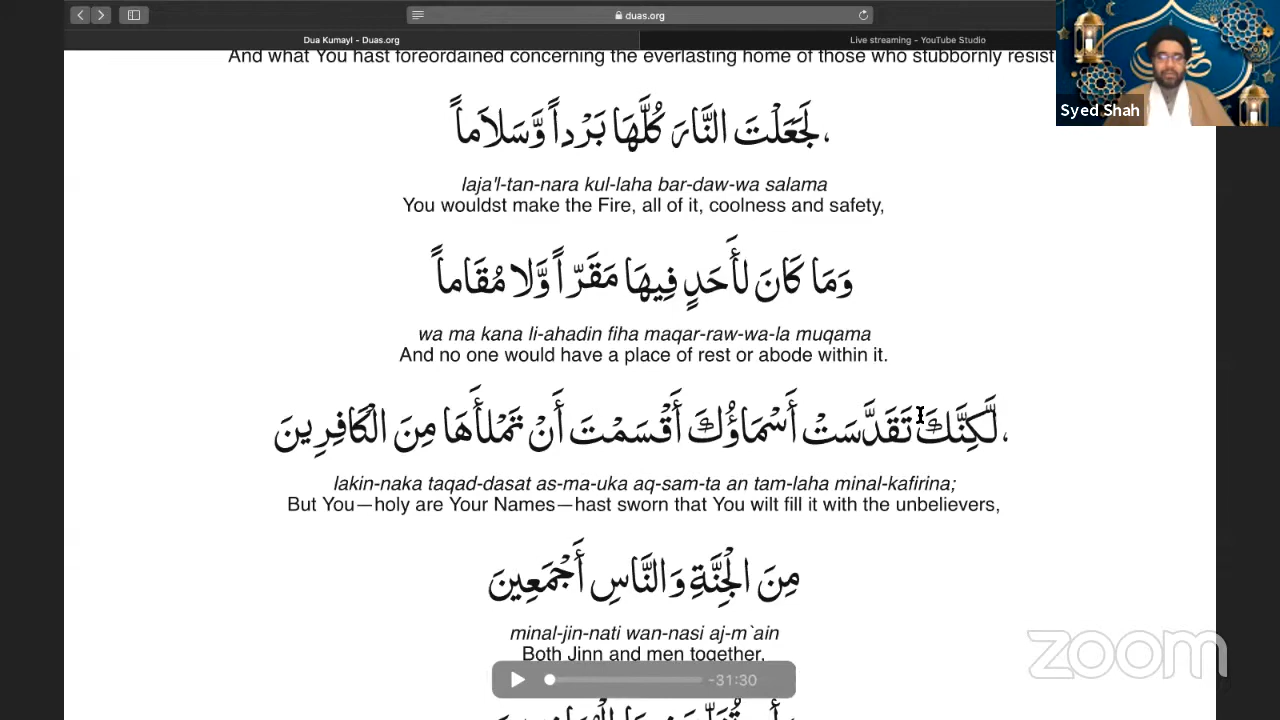 duas.org
Dua Kumayl - Duas.org
Live streaming - YouTube Studio
And what You hast foreordained concerning the everlasting home of those who stubbornly resist
Syed Shah
لَجَعَلْتَ النَّارَ كُلَّهَا بَرْداً وَّسَلاَماً،
laja'l-tan-nara kul-laha bar-daw-wa salama
You wouldst make the Fire, all of it, coolness and safety,
وَمَا كَانَ لأَحَدٍ فِيهَا مَقَرّاً وَّلا مُقَاماً
wa ma kana li-ahadin fiha maqar-raw-wa-la muqama
And no one would have a place of rest or abode within it.
لَّكِنَّكَ تَقَدَّسَتْ أَسْمَاؤُكَ أَقْسَمْتَ أَنْ تَمْلأَهَا مِنَ الْكَافِرِينَ،
lakin-naka taqad-dasat as-ma-uka aq-sam-ta an tam-laha minal-kafirina;
But You—holy are Your Names—hast sworn that You wilt fill it with the unbelievers,
مِنَ الْجِنَّةِ وَالنَّاسِ أَجْمَعِينَ
minal-jin-nati wan-nasi aj-m`ain
Both Jinn and men together,
-31:30
zoom